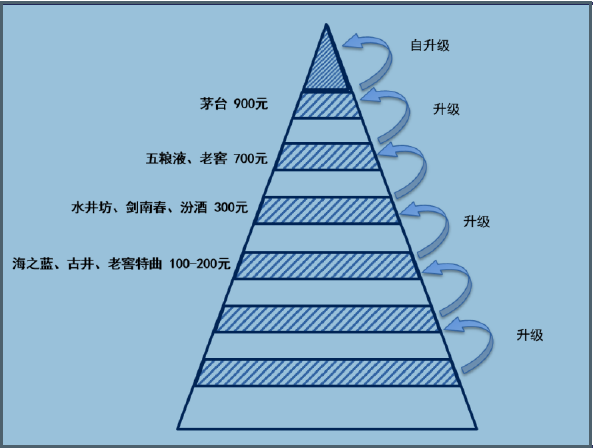 自升级
茅台 900元
升级
五粮液、老窖 700元
水井坊、剑南春、汾酒 300元
升级
海之蓝、古井、老窖特曲 100-200元
升级